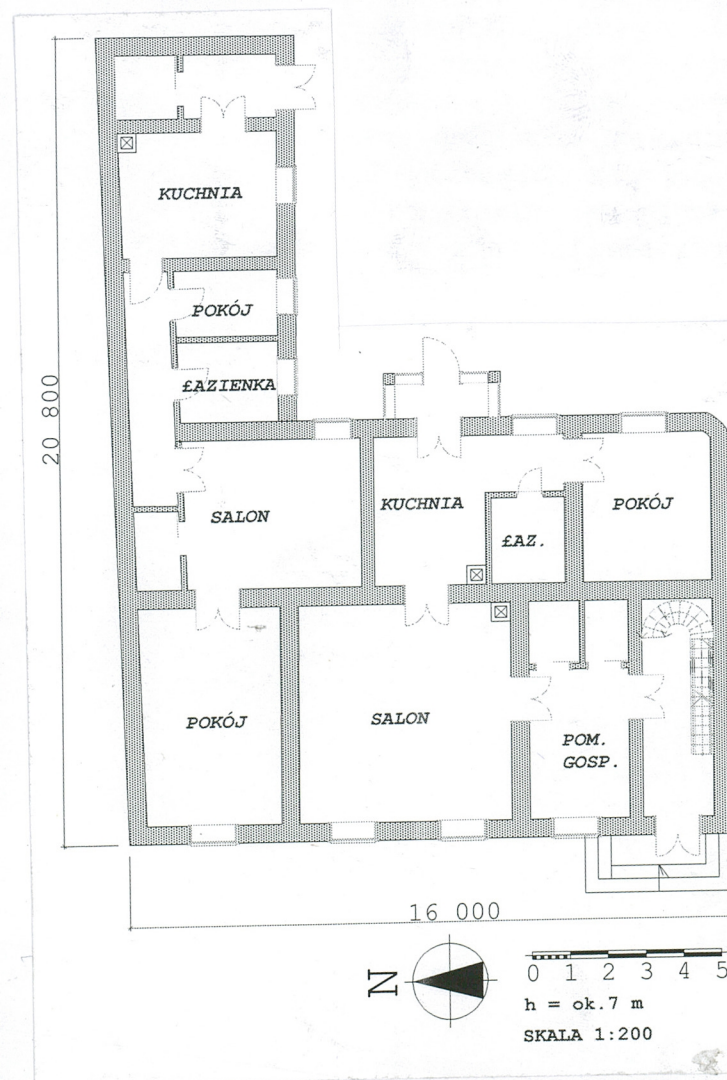 KUCHNIA
POKÓJ
ŁAZIENKA
20 800
SALON
KUCHNIA
POKÓJ
ŁAZ.
POKÓJ
SALON
POM.
GOSP.
16 000
N
0 1 2 3 4 5
h = ok.7 m
SKALA 1:200